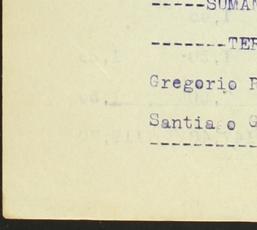 -----SUMAN
-------TER
Gregorio R
Santia o G
-----------